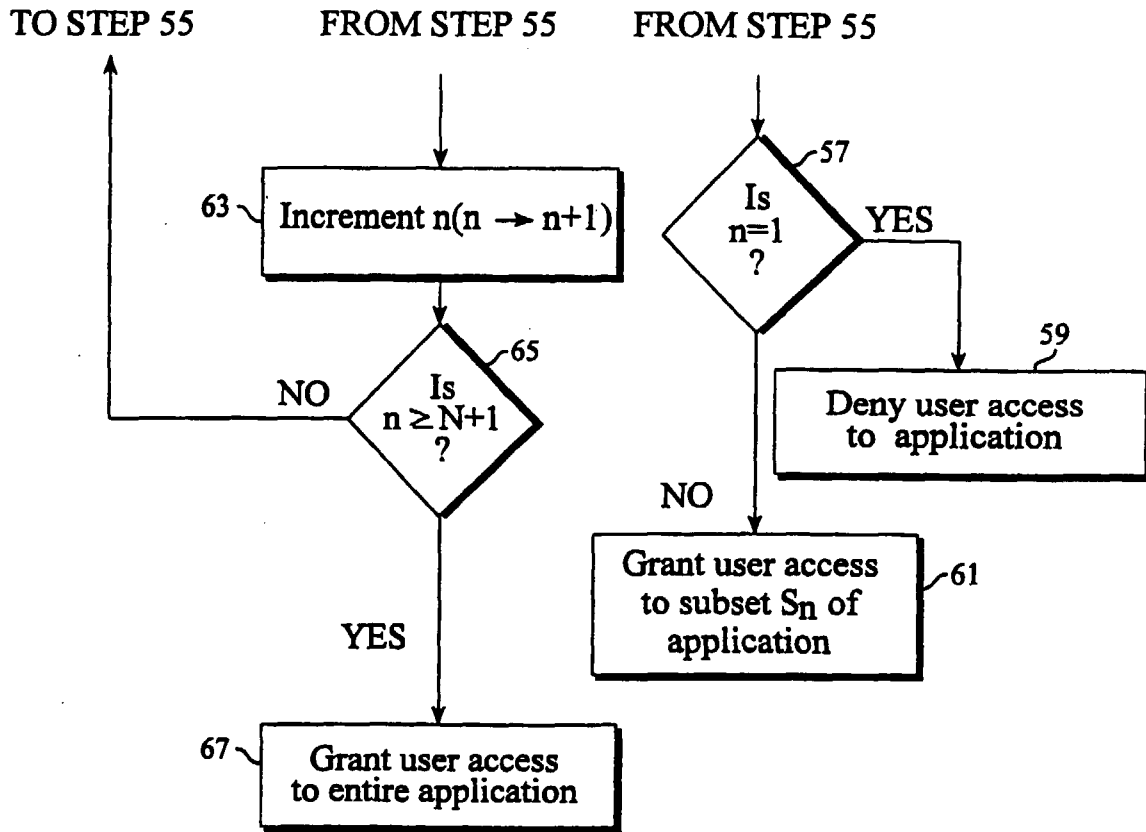 TO STEP 55
FROM STEP 55
FROM STEP 55
63
Increment n(n → n+1)
57
Is
n=1
?
YES
65
Is
n ≥ N+1
?
NO
59
Deny user access
to application
NO
61
Grant user access
to subset Sn of
application
YES
67
Grant user access
to entire application